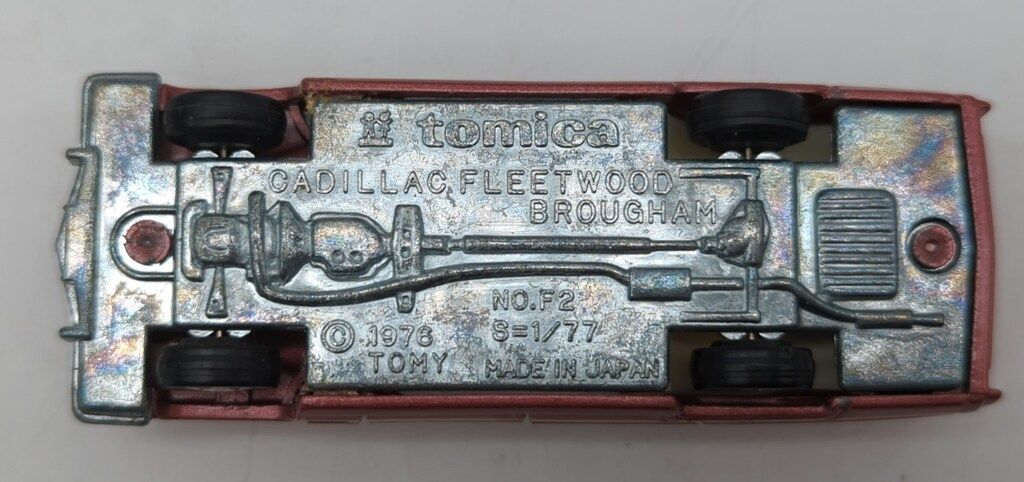 tomica
CADILLAC FLEETWOOD
BROUGHAM
NO.F2
S=1/77
© 1976
TOMY
MADE IN JAPAN